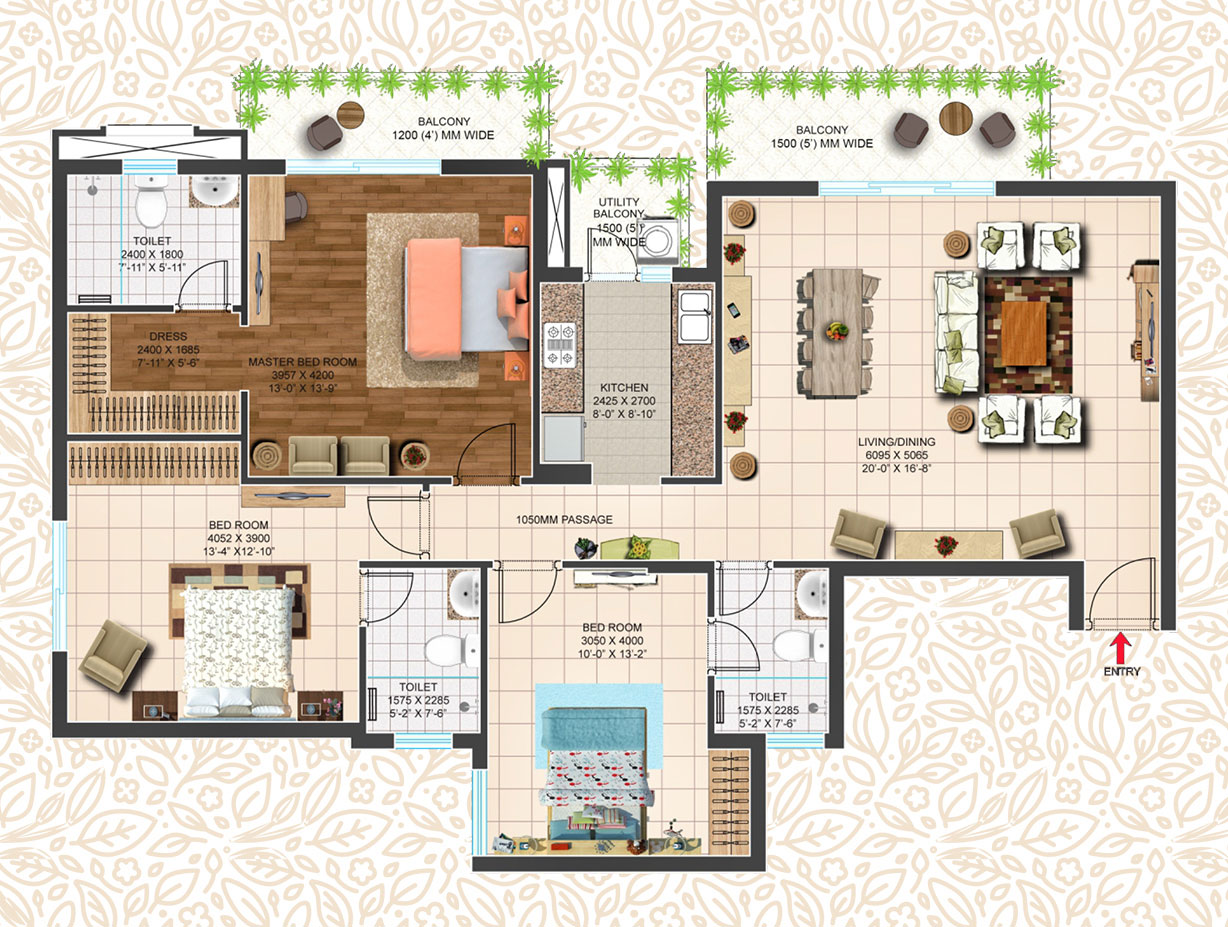 BALCONY
1200 (4') MM WIDE
BALCONY
1500 (5') MM WIDE
UTILITY
BALCONY
1500 (5')
MM WIDE
TOILET
2400 X 1800
7'-11" X 5'-11"
DRESS
2400 X 1685
7'-11" X 5'-6"
MASTER BED ROOM
3957 X 4200
13'-0" X 13'-9"
KITCHEN
2425 X 2700
8'-0" X 8'-10"
LIVING/DINING
6095 X 5065
20'-0" X 16'-8"
BED ROOM
4052 X 3900
13'-4" X12'-10"
1050MM PASSAGE
BED ROOM
3050 X 4000
10'-0" X 13'-2"
TOILET
1575 X 2285
5'-2" X 7'-6"
TOILET
1575 X 2285
5'-2" X 7'-6"
ENTRY